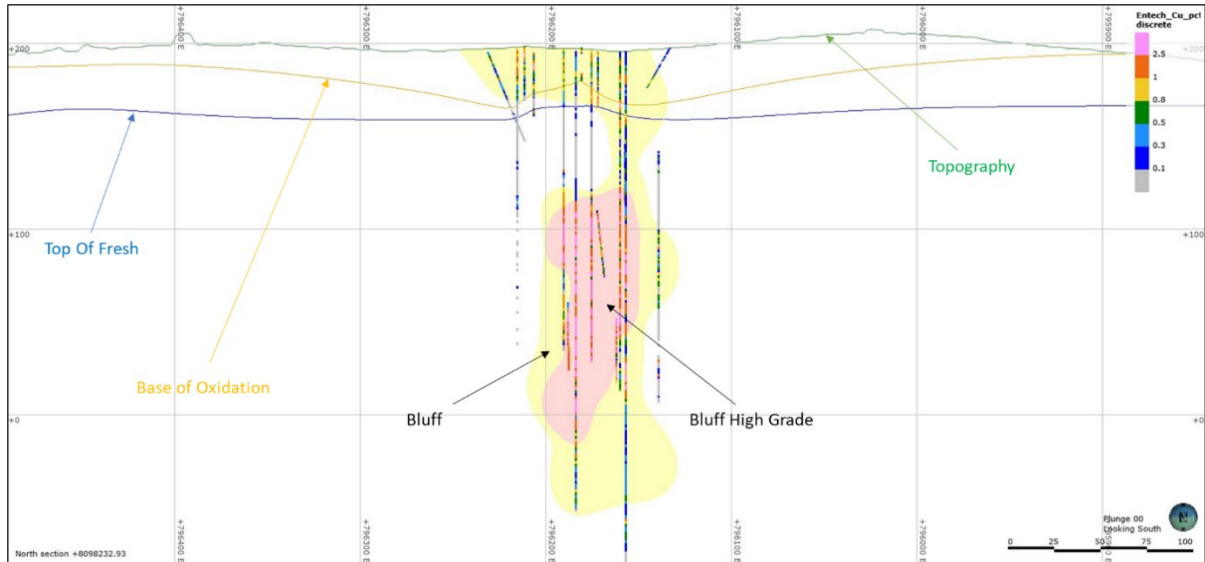 Entech_Cu_pct
discrete
+796400 E
+796300 E
+796200 E
+796100 E
+796000 E
+795900 E
+200
+200
2.5
1
0.8
0.5
0.3
0.1
Topography
Top Of Fresh
+100
+100
Base of Oxidation
Bluff
Bluff High Grade
+0
+0
+796400 E
+796300 E
+796200 E
+796100 E
+796000 E
+795900 E
Plunge 00
Looking South
N
0 25 50 75 100
North section +8098232.93